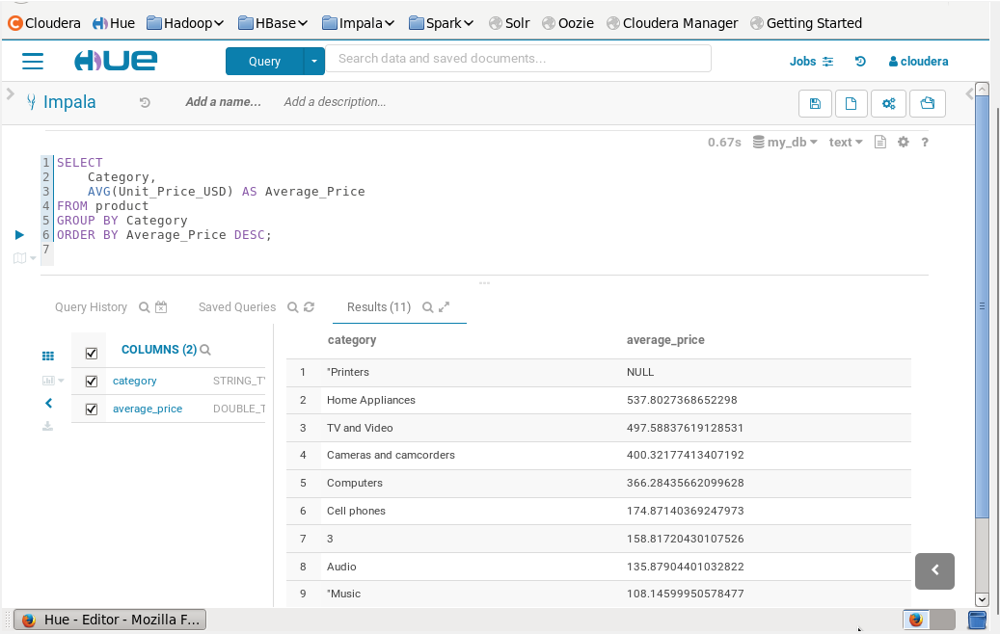 Cloudera Hue Hadoop HBase Impala Spark Solr Oozie Cloudera Manager Getting Started
HUE Query Search data and saved documents... Jobs cloudera
Impala Add a name... Add a description...
0.67s my_db text ?
1 SELECT
2 Category,
3 AVG(Unit_Price_USD) AS Average_Price
4 FROM product
5 GROUP BY Category
6 ORDER BY Average_Price DESC;
7
Query History Saved Queries Results (11)
COLUMNS (2)
category STRING_T
average_price DOUBLE_T
category average_price
1 "Printers NULL
2 Home Appliances 537.8027368652298
3 TV and Video 497.58837619128531
4 Cameras and camcorders 400.32177413407192
5 Computers 366.28435662099628
6 Cell phones 174.87140369247973
7 3 158.81720430107526
8 Audio 135.87904401032822
9 "Music 108.14599950578477
Hue - Editor - Mozilla F...